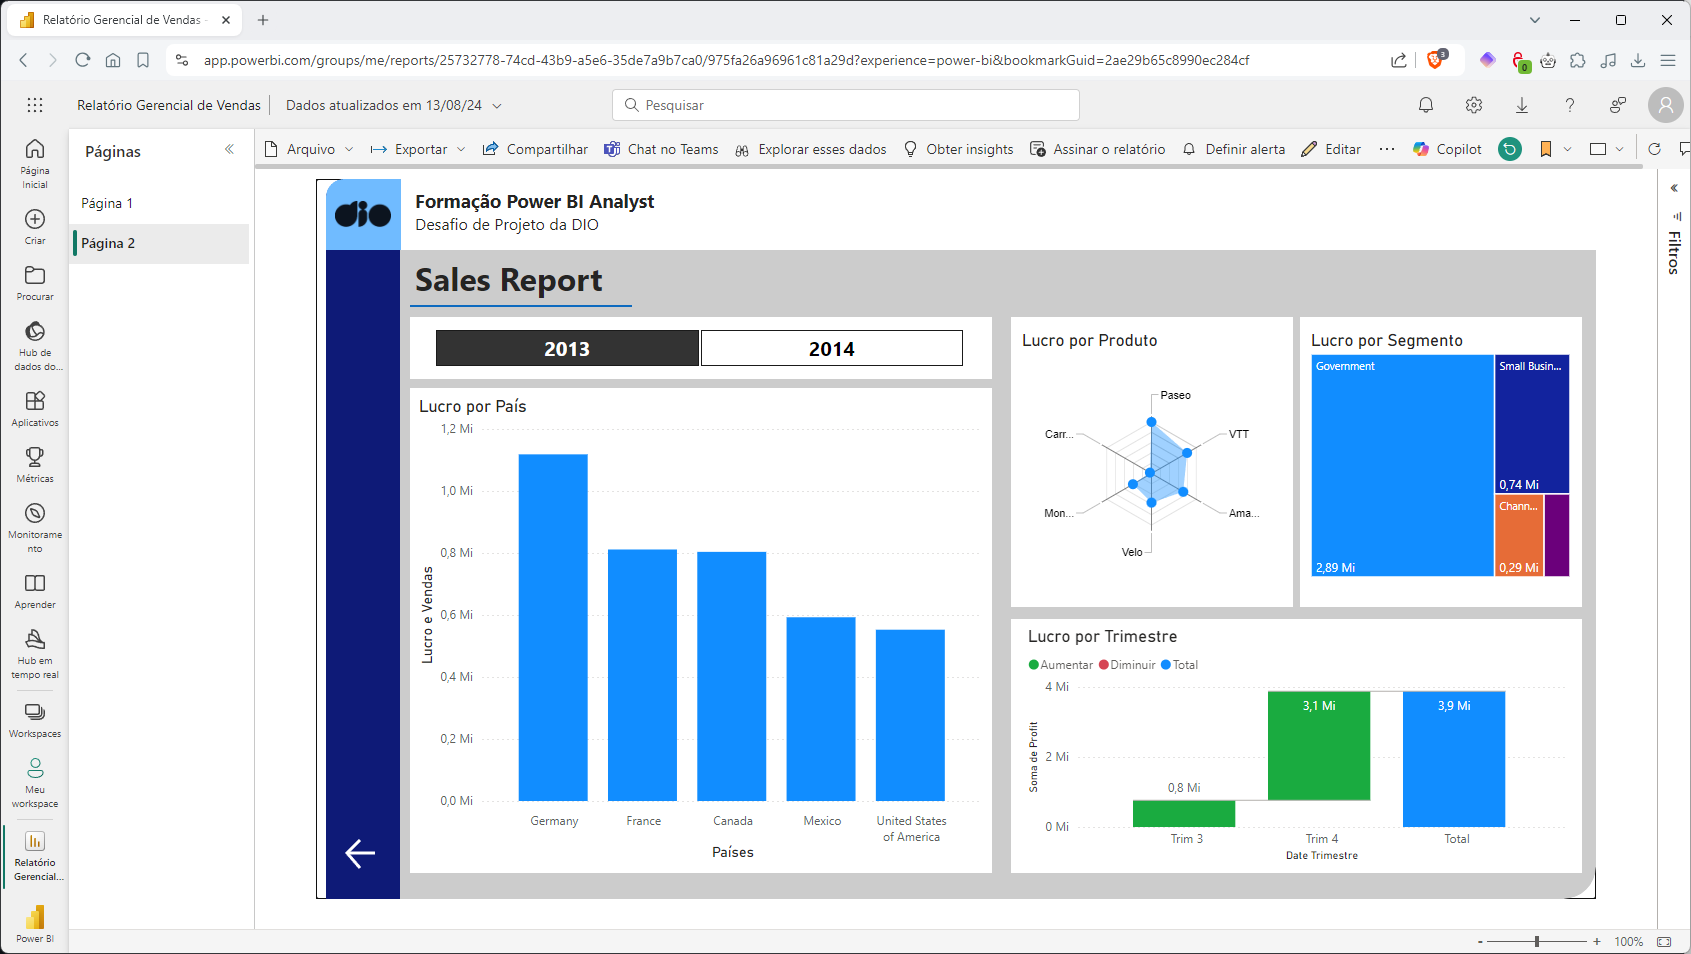 Relatório Gerencial de Vendas -
app.powerbi.com/groups/me/reports/25732778-74cd-43b9-a5e6-35de7a9b7ca0/975fa26a96961c81a29d?experience=power-bi&bookmarkGuid=2ae29b65c8990ec284cf
3
0
Relatório Gerencial de Vendas
Dados atualizados em 13/08/24
Pesquisar
Página
Inicial
Criar
Procurar
Hub de
dados do...
Aplicativos
Métricas
Monitorame
nto
Aprender
Hub em
tempo real
Workspaces
Meu
workspace
Relatório
Gerencial...
Power BI
Páginas
Página 1
Página 2
Arquivo
Exportar
Compartilhar
Chat no Teams
Explorar esses dados
Obter insights
Assinar o relatório
Definir alerta
Editar
Copilot
dio
Formação Power BI Analyst
Desafio de Projeto da DIO
Sales Report
2013
2014
Lucro por País
1,2 Mi
1,0 Mi
0,8 Mi
0,6 Mi
0,4 Mi
0,2 Mi
0,0 Mi
Lucro e Vendas
Germany
France
Canada
Mexico
United States
of America
Países
Lucro por Produto
Paseo
VTT
Ama...
Velo
Mon...
Carr...
Lucro por Segmento
Government
2,89 Mi
Small Busin...
0,74 Mi
Chann...
0,29 Mi
Lucro por Trimestre
Aumentar
Diminuir
Total
4 Mi
2 Mi
0 Mi
Soma de Profit
0,8 Mi
3,1 Mi
3,9 Mi
Trim 3
Trim 4
Total
Date Trimestre
Filtros
- + 100%